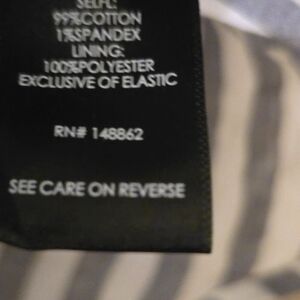 SELF:
99%COTTON
1%SPANDEX
LINING:
100%POLYESTER
EXCLUSIVE OF ELASTIC
RN# 148862
SEE CARE ON REVERSE